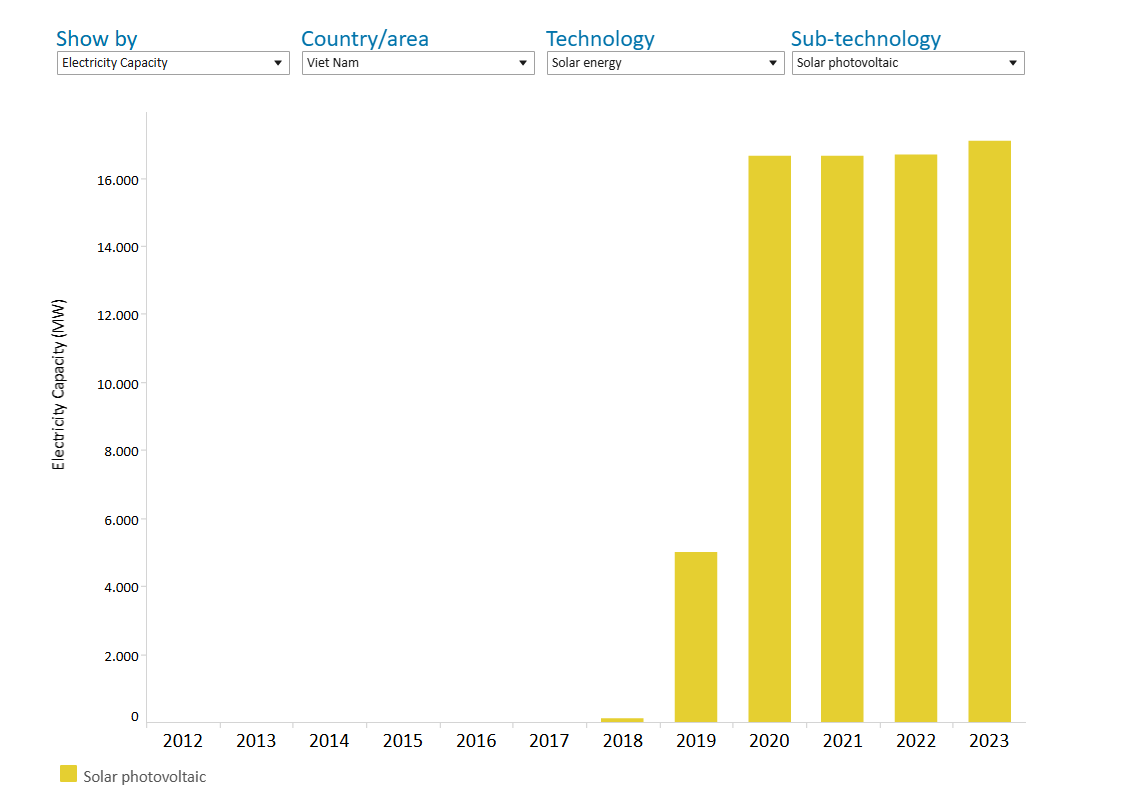 Show by Country/area Technology Sub-technology
Electricity Capacity Viet Nam Solar energy Solar photovoltaic
16.000
14.000
12.000
10.000
8.000
6.000
4.000
2.000
0
Electricity Capacity (MW)
2012 2013 2014 2015 2016 2017 2018 2019 2020 2021 2022 2023
Solar photovoltaic